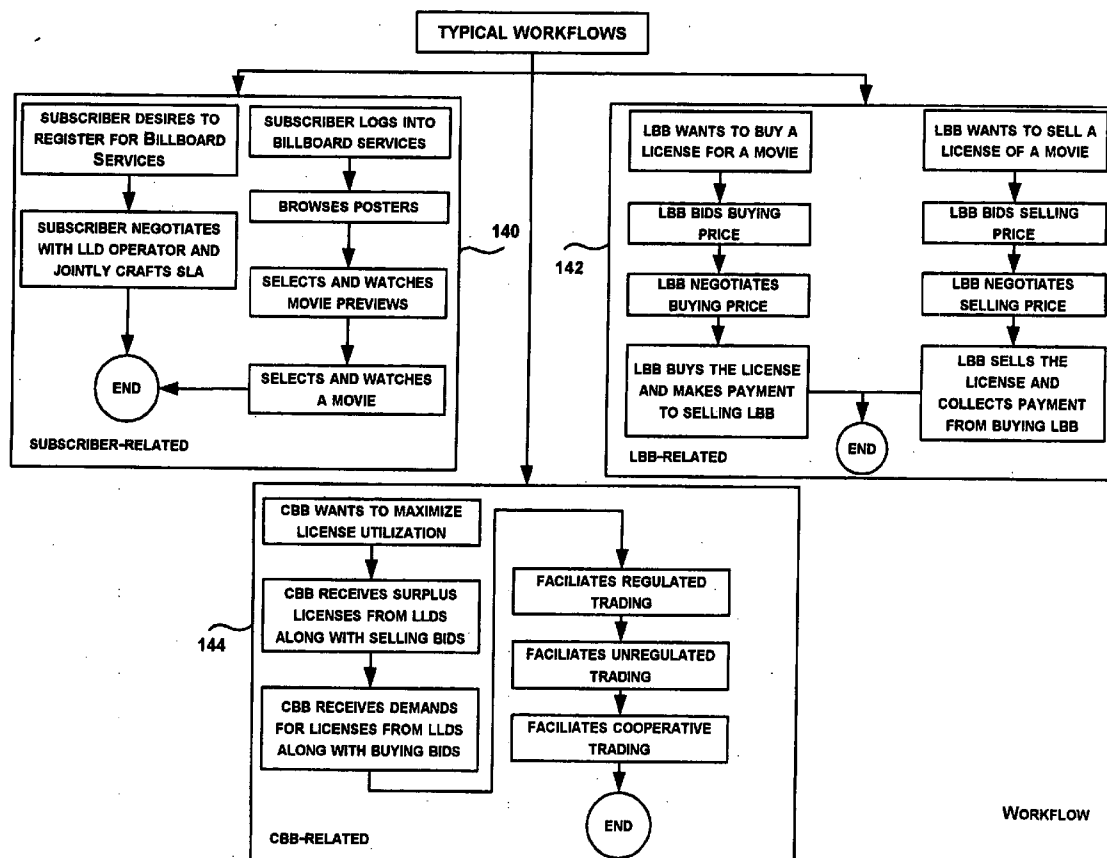 TYPICAL WORKFLOWS
SUBSCRIBER DESIRES TO
REGISTER FOR BILLBOARD
SERVICES
SUBSCRIBER NEGOTIATES
WITH LLD OPERATOR AND
JOINTLY CRAFTS SLA
SUBSCRIBER LOGS INTO
BILLBOARD SERVICES
BROWSES POSTERS
SELECTS AND WATCHES
MOVIE PREVIEWS
SELECTS AND WATCHES
A MOVIE
END
SUBSCRIBER-RELATED
140
LBB WANTS TO BUY A
LICENSE FOR A MOVIE
LBB BIDS BUYING
PRICE
LBB NEGOTIATES
BUYING PRICE
LBB BUYS THE LICENSE
AND MAKES PAYMENT
TO SELLING LBB
LBB WANTS TO SELL A
LICENSE OF A MOVIE
LBB BIDS SELLING
PRICE
LBB NEGOTIATES
SELLING PRICE
LBB SELLS THE
LICENSE AND
COLLECTS PAYMENT
FROM BUYING LBB
END
LBB-RELATED
142
CBB WANTS TO MAXIMIZE
LICENSE UTILIZATION
CBB RECEIVES SURPLUS
LICENSES FROM LLDS
ALONG WITH SELLING BIDS
CBB RECEIVES DEMANDS
FOR LICENSES FROM LLDS
ALONG WITH BUYING BIDS
FACILIATES REGULATED
TRADING
FACILIATES UNREGULATED
TRADING
FACILIATES COOPERATIVE
TRADING
END
CBB-RELATED
144
WORKFLOW